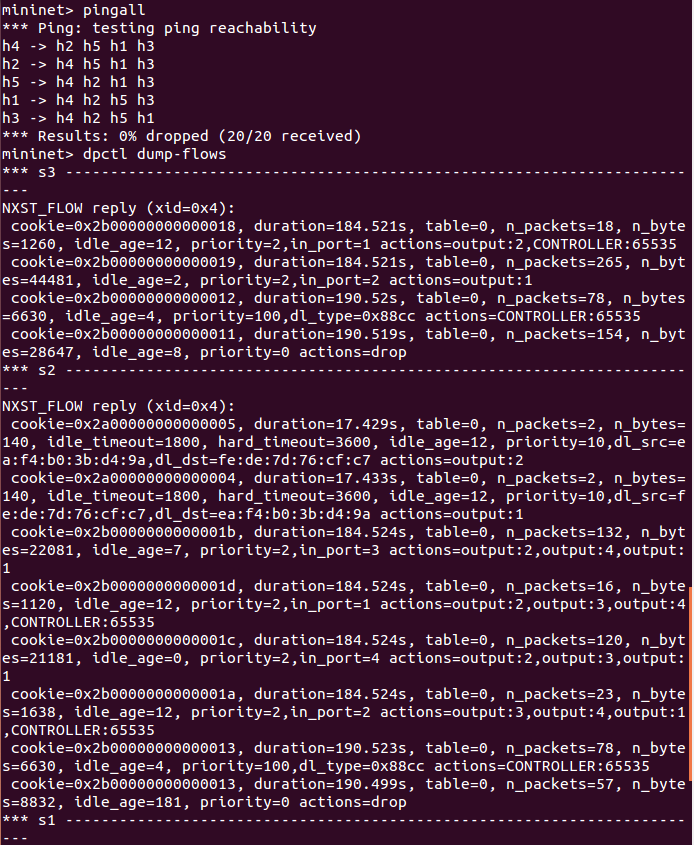 mininet> pingall
*** Ping: testing ping reachability
h4 -> h2 h5 h1 h3
h2 -> h4 h5 h1 h3
h5 -> h4 h2 h1 h3
h1 -> h4 h2 h5 h3
h3 -> h4 h2 h5 h1
*** Results: 0% dropped (20/20 received)
mininet> dpctl dump-flows
*** s3 ---------------------------------------------------------------------
---
NXST_FLOW reply (xid=0x4):
 cookie=0x2b00000000000018, duration=184.521s, table=0, n_packets=18, n_byte
s=1260, idle_age=12, priority=2,in_port=1 actions=output:2,CONTROLLER:65535
 cookie=0x2b00000000000019, duration=184.521s, table=0, n_packets=265, n_byt
es=44481, idle_age=2, priority=2,in_port=2 actions=output:1
 cookie=0x2b00000000000012, duration=190.52s, table=0, n_packets=78, n_bytes
=6630, idle_age=4, priority=100,dl_type=0x88cc actions=CONTROLLER:65535
 cookie=0x2b00000000000011, duration=190.519s, table=0, n_packets=154, n_byt
es=28647, idle_age=8, priority=0 actions=drop
*** s2 ---------------------------------------------------------------------
---
NXST_FLOW reply (xid=0x4):
 cookie=0x2a00000000000005, duration=17.429s, table=0, n_packets=2, n_bytes=
140, idle_timeout=1800, hard_timeout=3600, idle_age=12, priority=10,dl_src=e
a:f4:b0:3b:d4:9a,dl_dst=fe:de:7d:76:cf:c7 actions=output:2
 cookie=0x2a00000000000004, duration=17.433s, table=0, n_packets=2, n_bytes=
140, idle_timeout=1800, hard_timeout=3600, idle_age=12, priority=10,dl_src=f
e:de:7d:76:cf:c7,dl_dst=ea:f4:b0:3b:d4:9a actions=output:1
 cookie=0x2b0000000000001b, duration=184.524s, table=0, n_packets=132, n_byt
es=22081, idle_age=7, priority=2,in_port=3 actions=output:2,output:4,output:
1
 cookie=0x2b0000000000001d, duration=184.524s, table=0, n_packets=16, n_byte
s=1120, idle_age=12, priority=2,in_port=1 actions=output:2,output:3,output:4
,CONTROLLER:65535
 cookie=0x2b0000000000001c, duration=184.524s, table=0, n_packets=120, n_byt
es=21181, idle_age=0, priority=2,in_port=4 actions=output:2,output:3,output:
1
 cookie=0x2b0000000000001a, duration=184.524s, table=0, n_packets=23, n_byte
s=1638, idle_age=12, priority=2,in_port=2 actions=output:3,output:4,output:1
,CONTROLLER:65535
 cookie=0x2b00000000000013, duration=190.523s, table=0, n_packets=78, n_byte
s=6630, idle_age=4, priority=100,dl_type=0x88cc actions=CONTROLLER:65535
 cookie=0x2b00000000000013, duration=190.499s, table=0, n_packets=57, n_byte
s=8832, idle_age=181, priority=0 actions=drop
*** s1 ---------------------------------------------------------------------
---